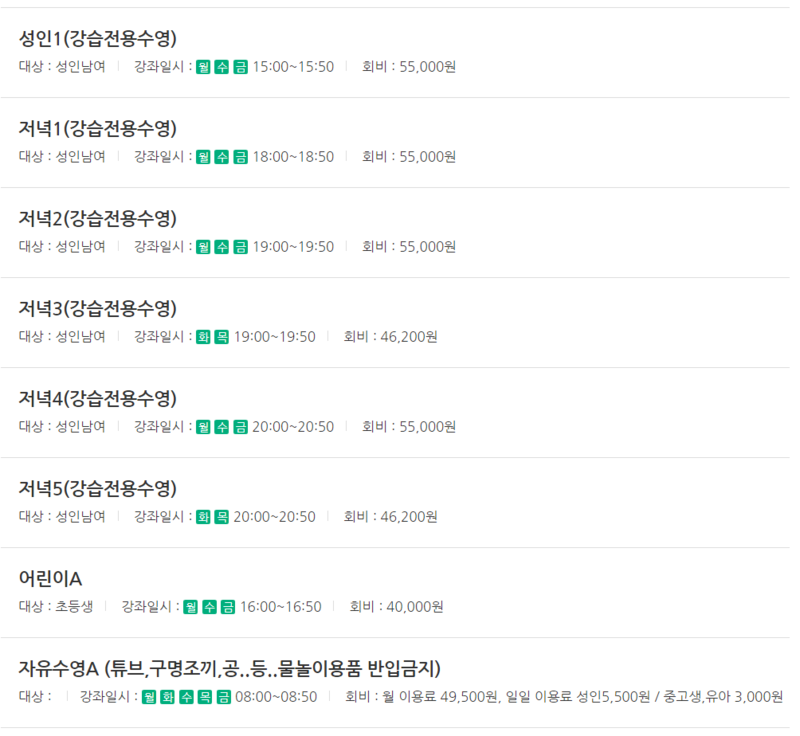 성인1(강습전용수영)
대상 : 성인남여 강좌일시 : 월 수 금 15:00~15:50 회비 : 55,000원
저녁1(강습전용수영)
대상 : 성인남여 강좌일시 : 월 수 금 18:00~18:50 회비 : 55,000원
저녁2(강습전용수영)
대상 : 성인남여 강좌일시 : 월 수 금 19:00~19:50 회비 : 55,000원
저녁3(강습전용수영)
대상 : 성인남여 강좌일시 : 화 목 19:00~19:50 회비 : 46,200원
저녁4(강습전용수영)
대상 : 성인남여 강좌일시 : 월 수 금 20:00~20:50 회비 : 55,000원
저녁5(강습전용수영)
대상 : 성인남여 강좌일시 : 화 목 20:00~20:50 회비 : 46,200원
어린이A
대상 : 초등생 강좌일시 : 월 수 금 16:00~16:50 회비 : 40,000원
자유수영A (튜브,구명조끼,공..등..물놀이용품 반입금지)
대상 : 강좌일시 : 월 화 수 목 금 08:00~08:50 회비 : 월 이용료 49,500원, 일일 이용료 성인5,500원 / 중고생,유아 3,000원